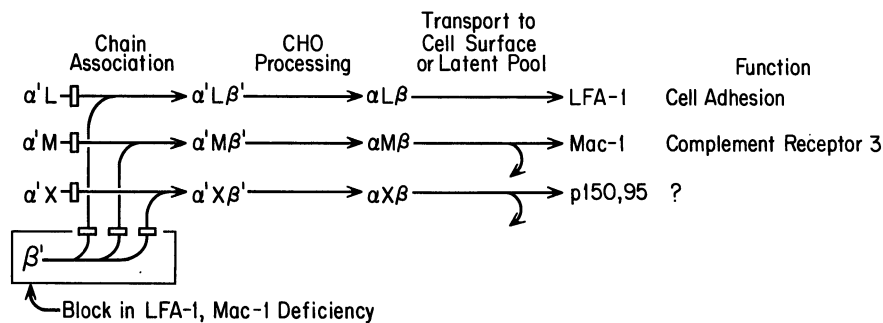 Chain Association
CHO Processing
Transport to Cell Surface or Latent Pool
Function
α'L α'Lβ' αLβ LFA-1 Cell Adhesion
α'M α'Mβ' αMβ Mac-1 Complement Receptor 3
α'X α'Xβ' αXβ p150,95 ?
β'
Block in LFA-1, Mac-1 Deficiency